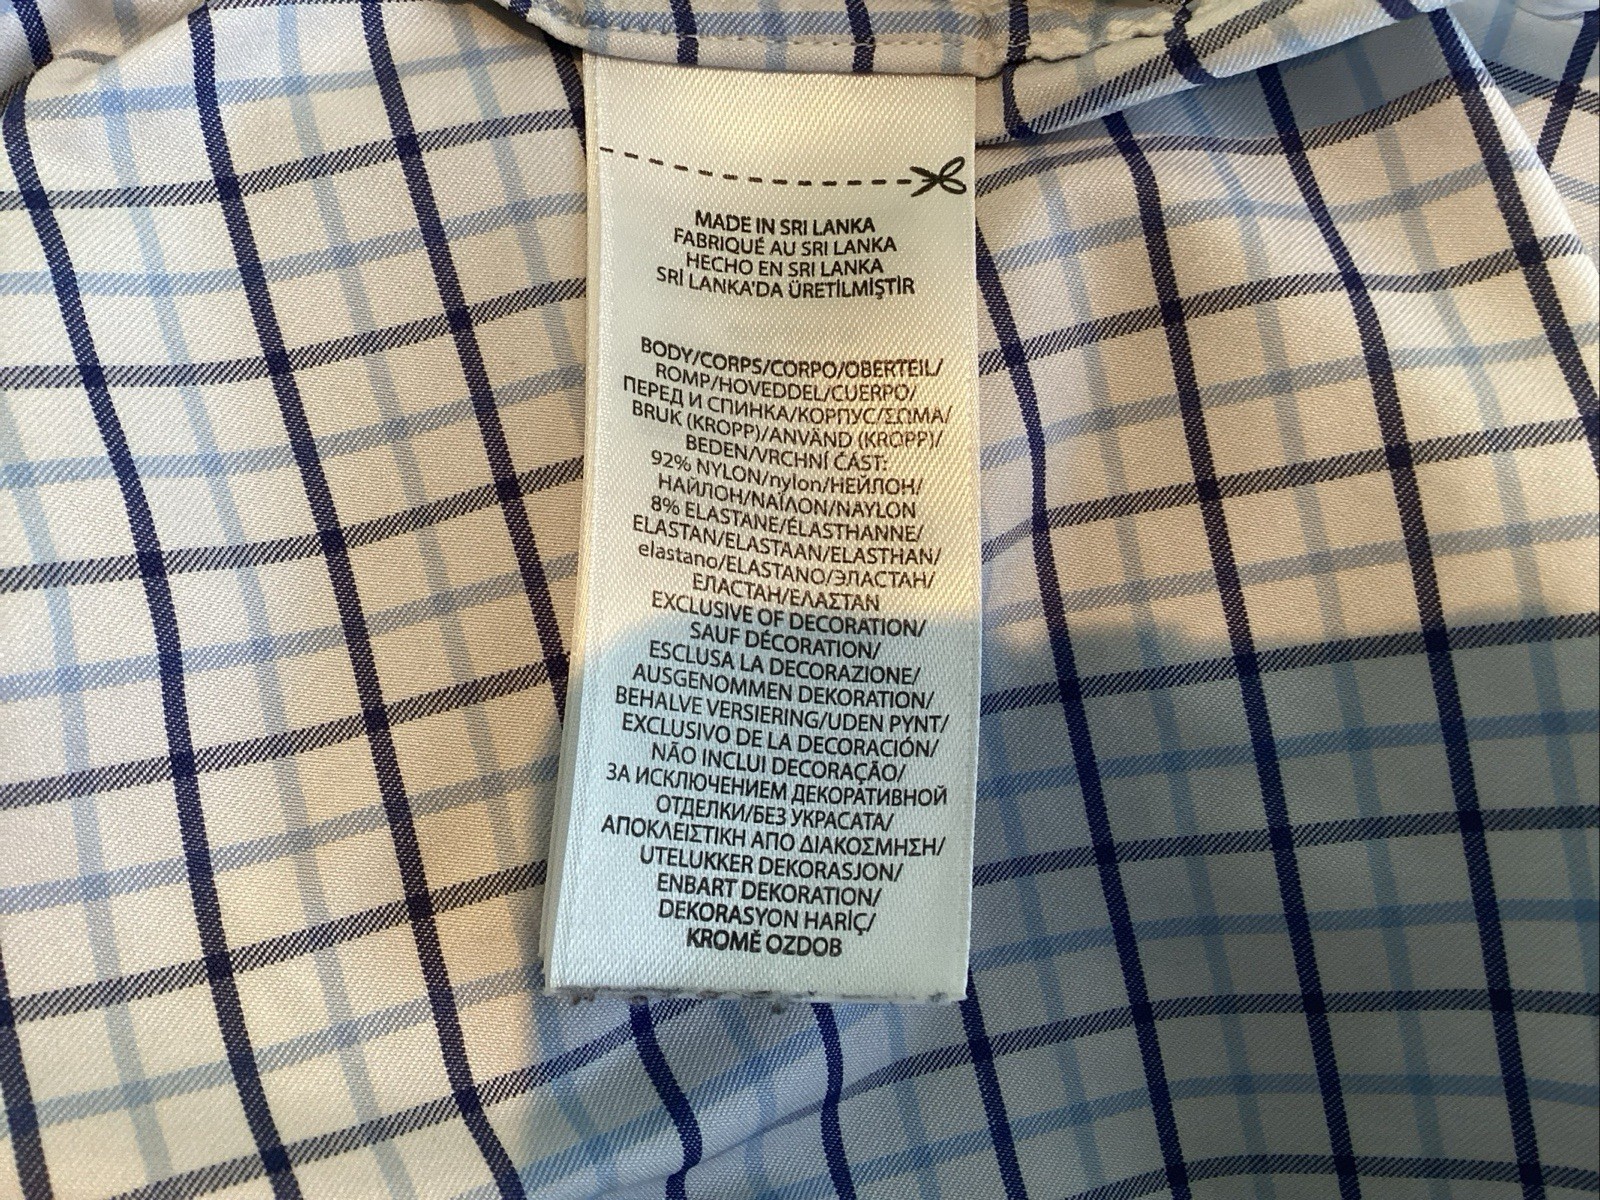 MADE IN SRI LANKA
FABRIQUÉ AU SRI LANKA
HECHO EN SRI LANKA
SRİ LANKA'DA ÜRETİLMİŞTİR
BODY/CORPS/CORPO/OBERTEIL/
ROMP/HOVEDDEL/CUERPO/
ПЕРЕД И СПИНКА/КОРПУС/ΣΩΜΑ/
BRUK (KROPP)/ANVÄND (KROPP)/
BEDEN/VRCHNÍ CÁST:
92% NYLON/nylon/НЕЙЛОН/
НАЙЛОН/ΝΑΪΛΟΝ/NAYLON
8% ELASTANE/ÉLASTHANNE/
ELASTAN/ELASTAAN/ELASTHAN/
elastano/ELASTANO/ЭЛАСТАН/
ЕЛАСТАН/ΕΛΑΣΤΑΝ
EXCLUSIVE OF DECORATION/
SAUF DÉCORATION/
ESCLUSA LA DECORAZIONE/
AUSGENOMMEN DEKORATION/
BEHALVE VERSIERING/UDEN PYNT/
EXCLUSIVO DE LA DECORACIÓN/
NÃO INCLUI DECORAÇÃO/
ЗА ИСКЛЮЧЕНИЕМ ДЕКОРАТИВНОЙ
ОТДЕЛКИ/БЕЗ УКРАСАТА/
ΑΠΟΚΛΕΙΣΤΙΚΗ ΑΠΟ ΔΙΑΚΟΣΜΗΣΗ/
UTELUKKER DEKORASJON/
ENBART DEKORATION/
DEKORASYON HARİÇ/
KROMĚ OZDOB